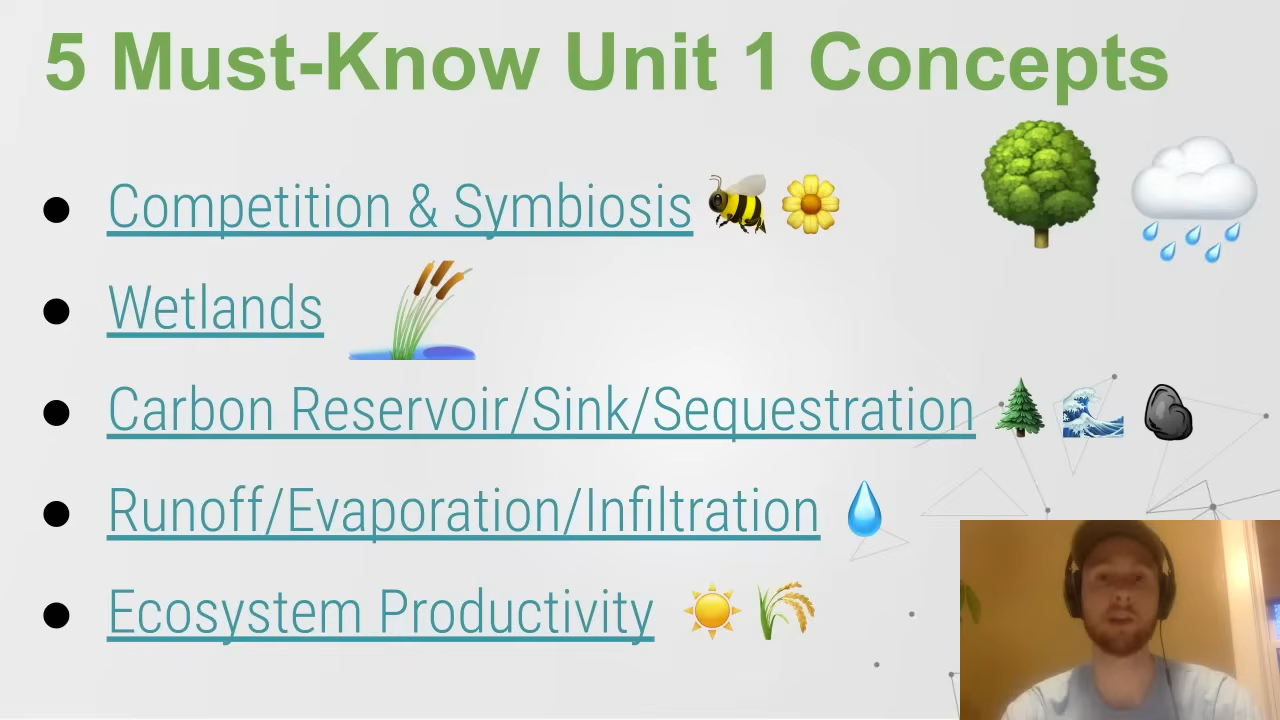 5 Must-Know Unit 1 Concepts
Competition & Symbiosis
Wetlands
Carbon Reservoir/Sink/Sequestration
Runoff/Evaporation/Infiltration
Ecosystem Productivity